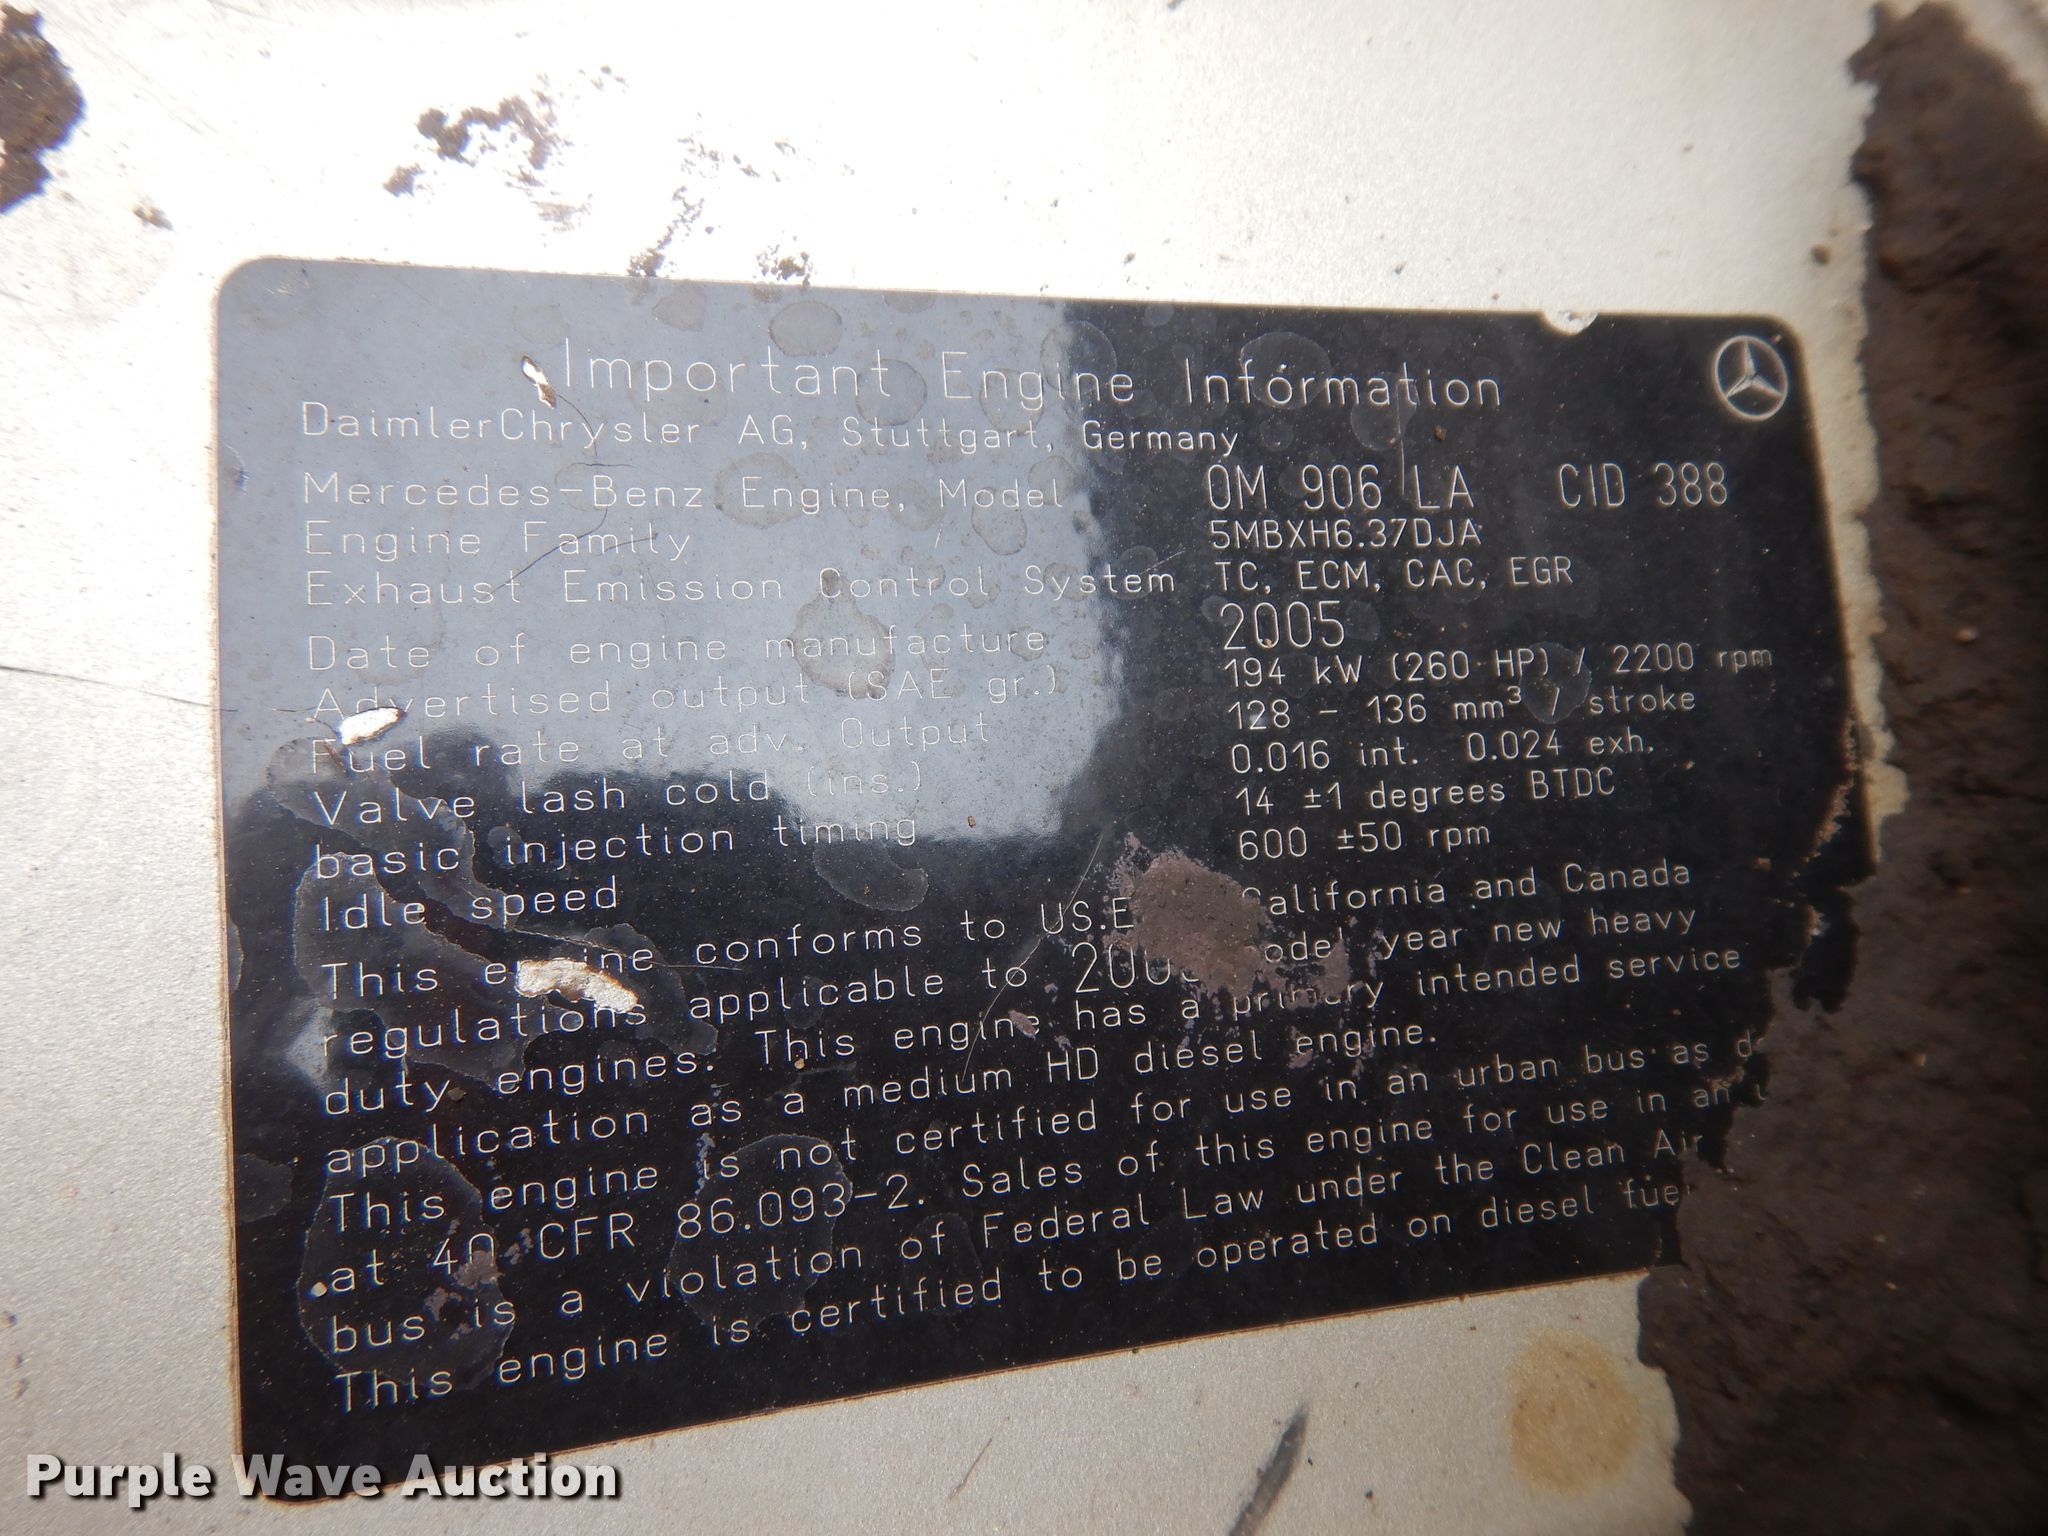 Important Engine Information
DaimlerChrysler AG, Stuttgart, Germany
Mercedes-Benz Engine, Model OM 906 LA CID 388
Engine Family 5MBXH6.37DJA
Exhaust Emission Control System TC, ECM, CAC, EGR
Date of engine manufacture 2005
Advertised output (SAE gr.) 194 kW (260 HP) / 2200 rpm
Fuel rate at adv. Output 128 - 136 mm³ / stroke
Valve lash cold (ins.) 0.016 int. 0.024 exh.
basic injection timing 14 ±1 degrees BTDC
Idle speed 600 ±50 rpm
This engine conforms to US.E California and Canada
regulations applicable to model year new heavy
duty engines. This engine has a primary intended service
application as a medium HD diesel engine.
This engine is not certified for use in an urban bus as
at 40 CFR 86.093-2. Sales of this engine for use in an
bus is a violation of Federal Law under the Clean Air
This engine is certified to be operated on diesel fuel
Purple Wave Auction